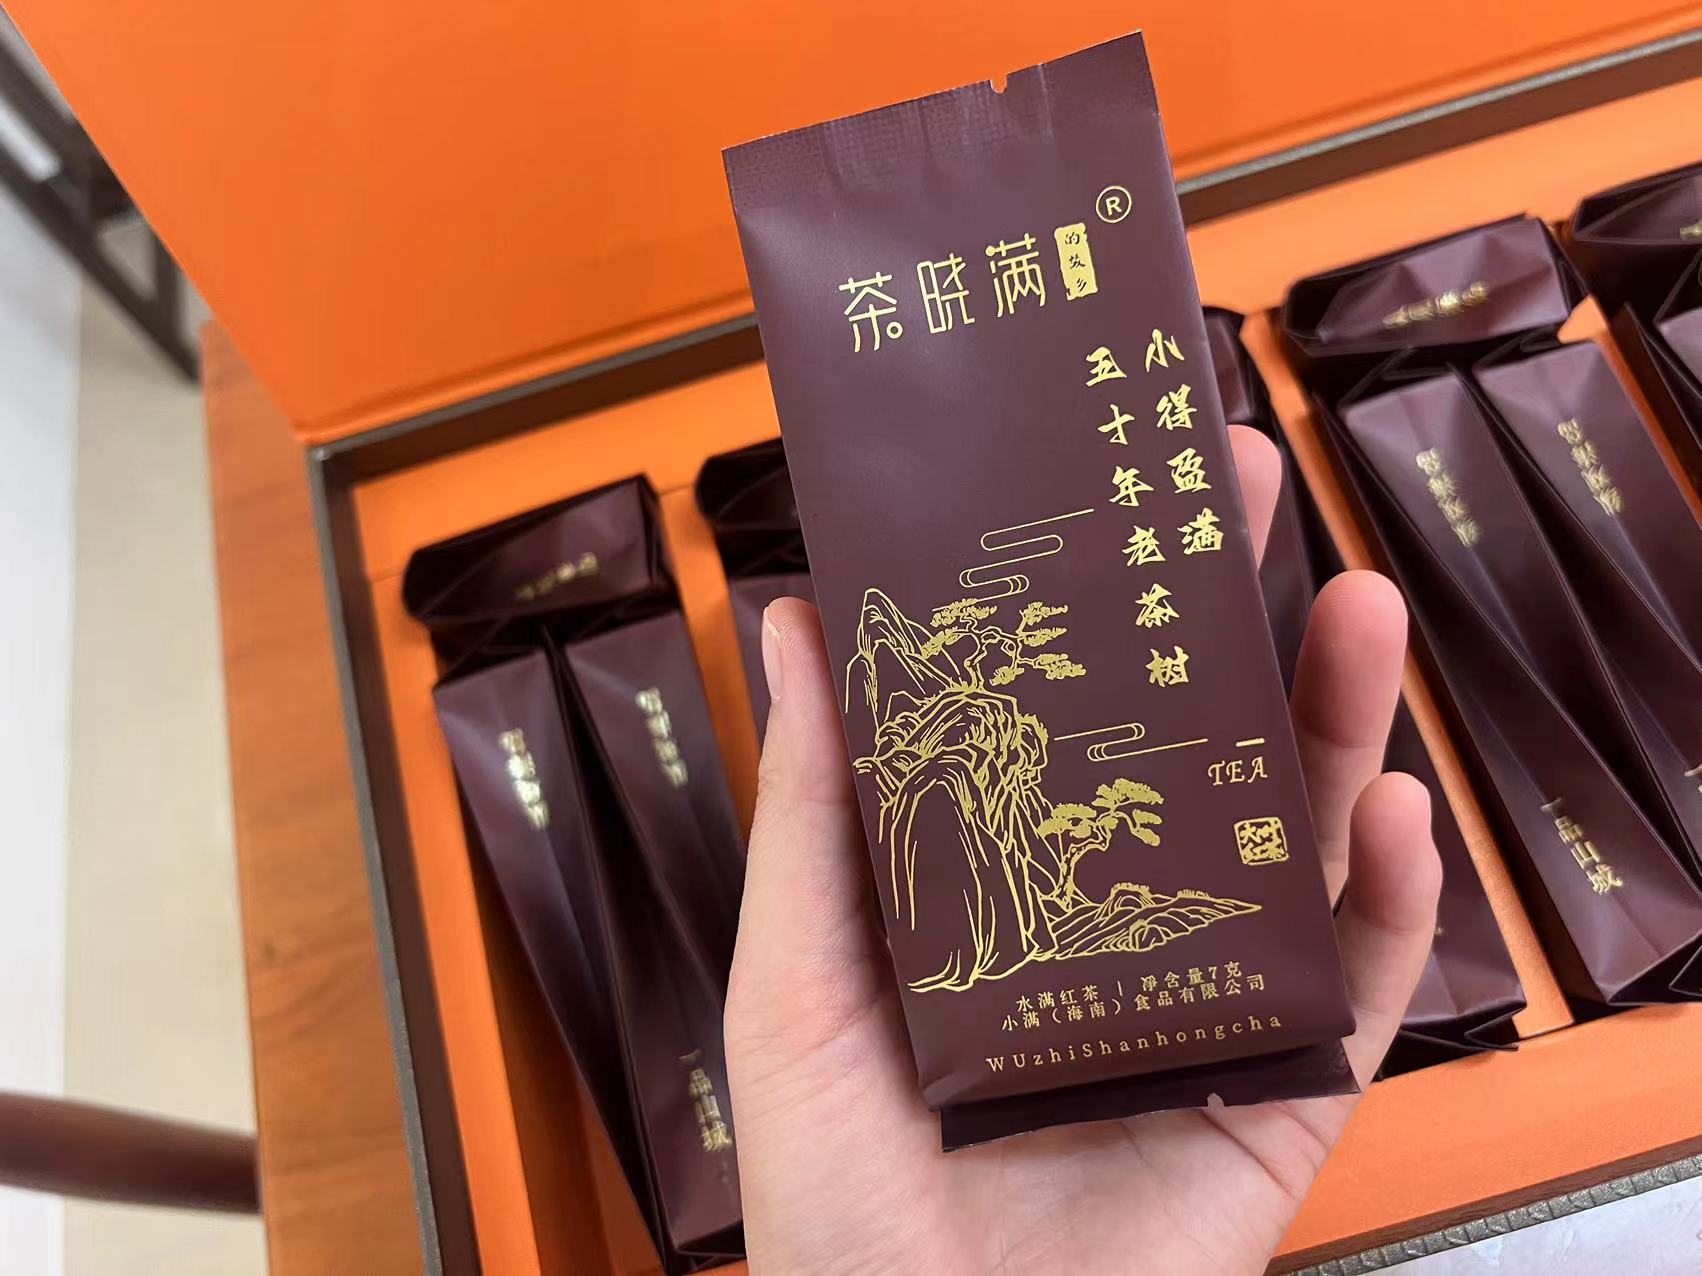 茶晓满
的故乡
®
小得盈满
五十年老茶树
TEA
水满红茶 | 净含量7克
小满（海南）食品有限公司
WUzhiShanhongcha
一品山城
一品山城